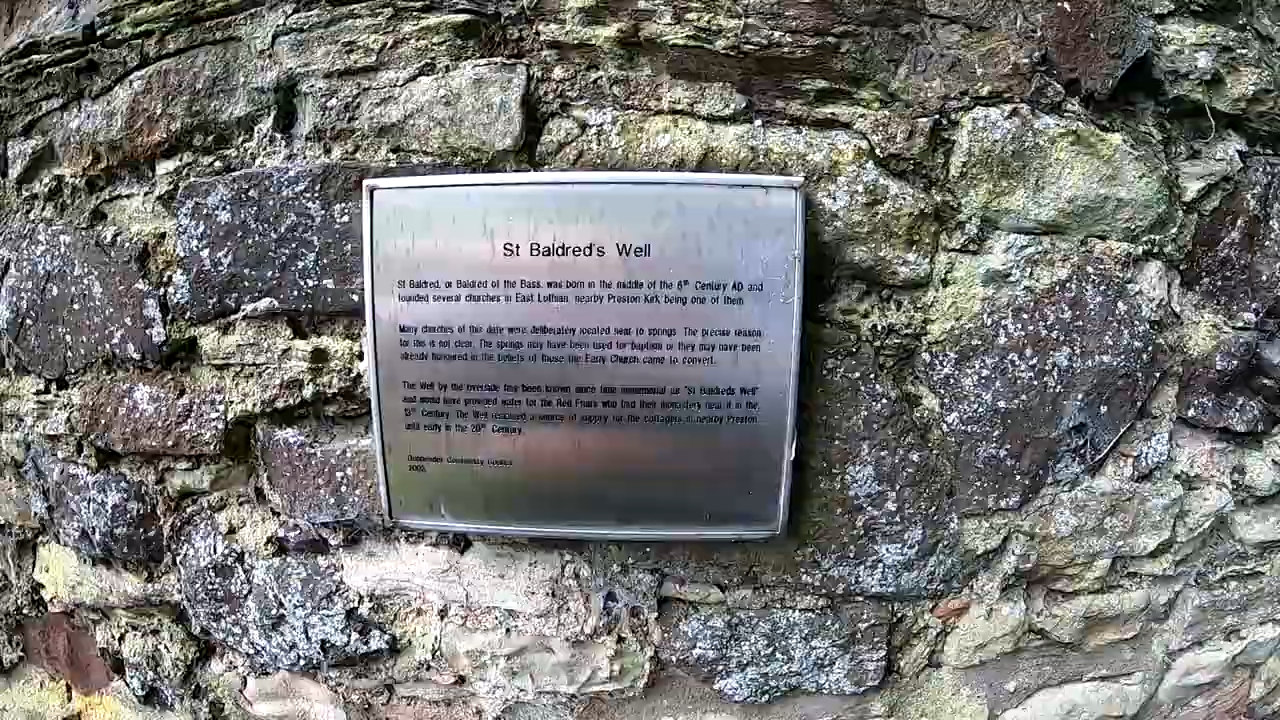 St Baldred's Well
St Baldred, or Baldred of the Bass, was born in the middle of the 6th Century AD and
founded several churches in East Lothian, nearby Preston Kirk being one of them.
Many churches of this date were deliberately located near to springs. The precise reason
for this is not clear. The springs may have been used for baptism or they may have been
already honoured in the beliefs of those the Early Church came to convert.
The Well by the riverside has been known since time immemorial as "St Baldreds Well"
and would have provided water for the Red Friars who had their monastery near it in the
13th Century. The Well remained a source of supply for the cottages in nearby Preston
until early in the 20th Century.
Community Council
2002